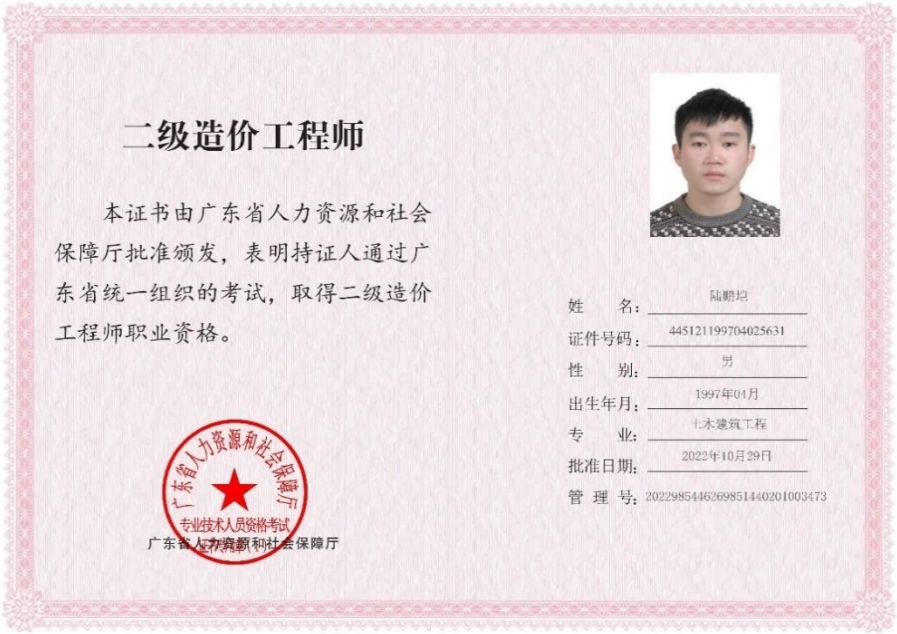 二级造价工程师
本证书由广东省人力资源和社会
保障厅批准颁发，表明持证人通过广
东省统一组织的考试，取得二级造价
工程师职业资格。
广东省人力资源和社会保障厅
专业技术人员资格考试
广东省人力资源和社会保障厅
姓 名：陆鹏垲
证件号码：445121199704025631
性 别：男
出生年月：1997年04月
专 业：土木建筑工程
批准日期：2022年10月29日
管 理 号：20229854462698514402010034​73